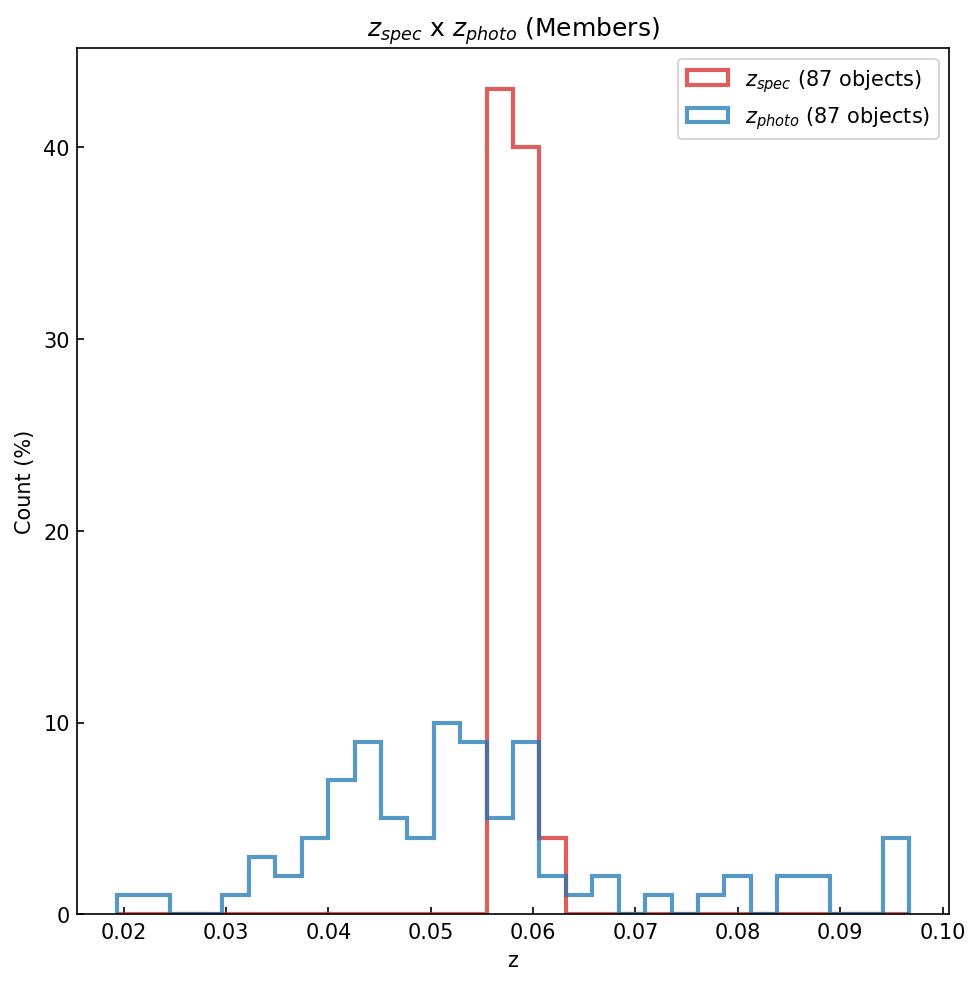 z_spec x z_photo (Members)
z_spec (87 objects)
z_photo (87 objects)
Count (%)
40
30
20
10
0
0.02 0.03 0.04 0.05 0.06 0.07 0.08 0.09 0.10
z